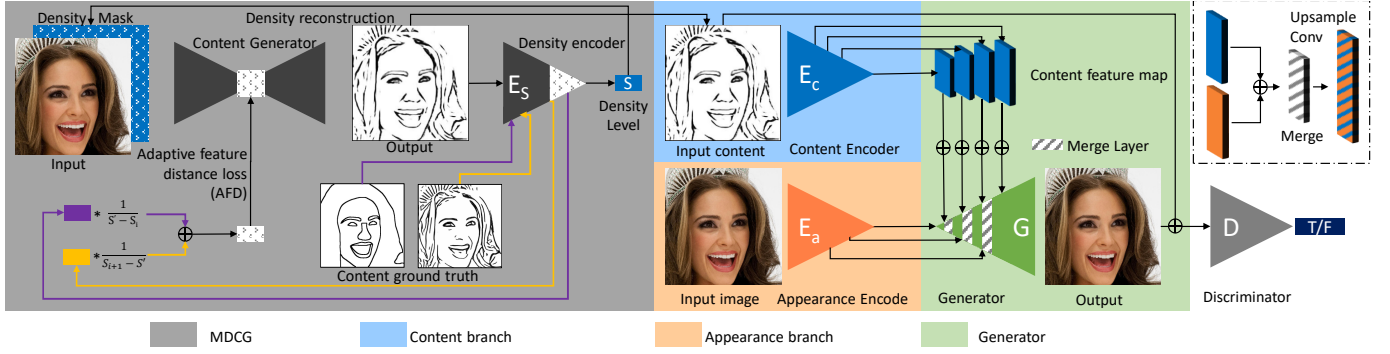 Density Mask
Content Generator
Input
Adaptive feature
distance loss
(AFD)
* 1 / S' − S_i
* 1 / S_{i+1} − S'
Density reconstruction
Output
Density encoder
E_S
S
Density
Level
Content ground truth
Input content
E_c
Content Encoder
Content feature map
Merge Layer
Input image
E_a
Appearance Encode
G
Generator
Output
Upsample
Conv
Merge
D
T/F
Discriminator
MDCG
Content branch
Appearance branch
Generator